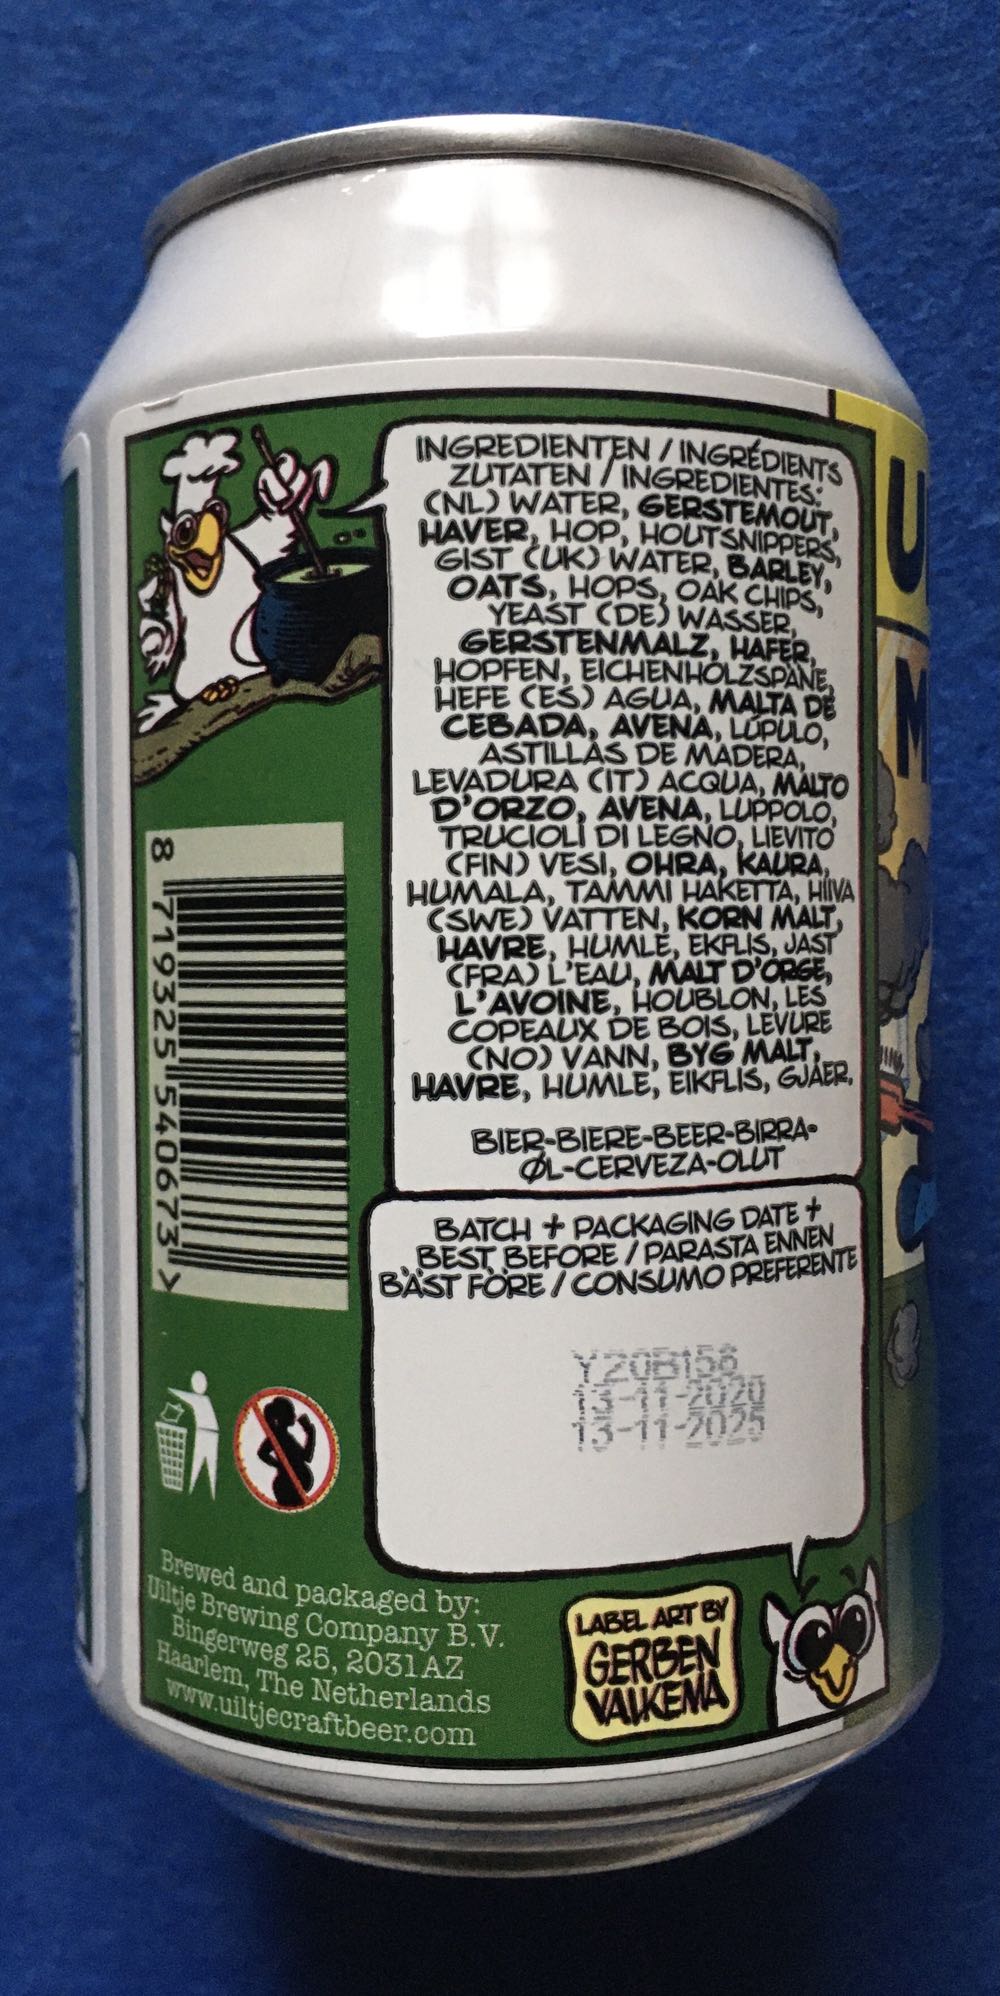 INGREDIENTEN / INGRÉDIENTS
ZUTATEN / INGREDIENTES:
(NL) WATER, GERSTEMOUT,
HAVER, HOP, HOUTSNIPPERS,
GIST (UK) WATER, BARLEY,
OATS, HOPS, OAK CHIPS,
YEAST (DE) WASSER,
GERSTENMALZ, HAFER,
HOPFEN, EICHENHOLZSPÄNE,
HEFE (ES) AGUA, MALTA DE
CEBADA, AVENA, LÚPULO,
ASTILLAS DE MADERA,
LEVADURA (IT) ACQUA, MALTO
D'ORZO, AVENA, LUPPOLO,
TRUCIOLI DI LEGNO, LIEVITO
(FIN) VESI, OHRA, KAURA,
HUMALA, TAMMI HAKETTA, HIIVA
(SWE) VATTEN, KORN MALT,
HAVRE, HUMLE, EKFLIS, JÄST
(FRA) L'EAU, MALT D'ORGE,
L'AVOINE, HOUBLON, LES
COPEAUX DE BOIS, LEVURE
(NO) VANN, BYG MALT,
HAVRE, HUMLE, EIKFLIS, GJÆR.
BIER-BIERE-BEER-BIRRA-
ØL-CERVEZA-OLUT
BATCH + PACKAGING DATE +
BEST BEFORE / PARASTA ENNEN
BÄST FÖRE / CONSUMO PREFERENTE
Y20B156
13-11-2020
13-11-2025
8 719325 540673 >
Brewed and packaged by:
Uiltje Brewing Company B.V.
Bingerweg 25, 2031AZ
Haarlem, The Netherlands
www.uiltjecraftbeer.com
LABEL ART BY
GERBEN
VALKEMA
U
M